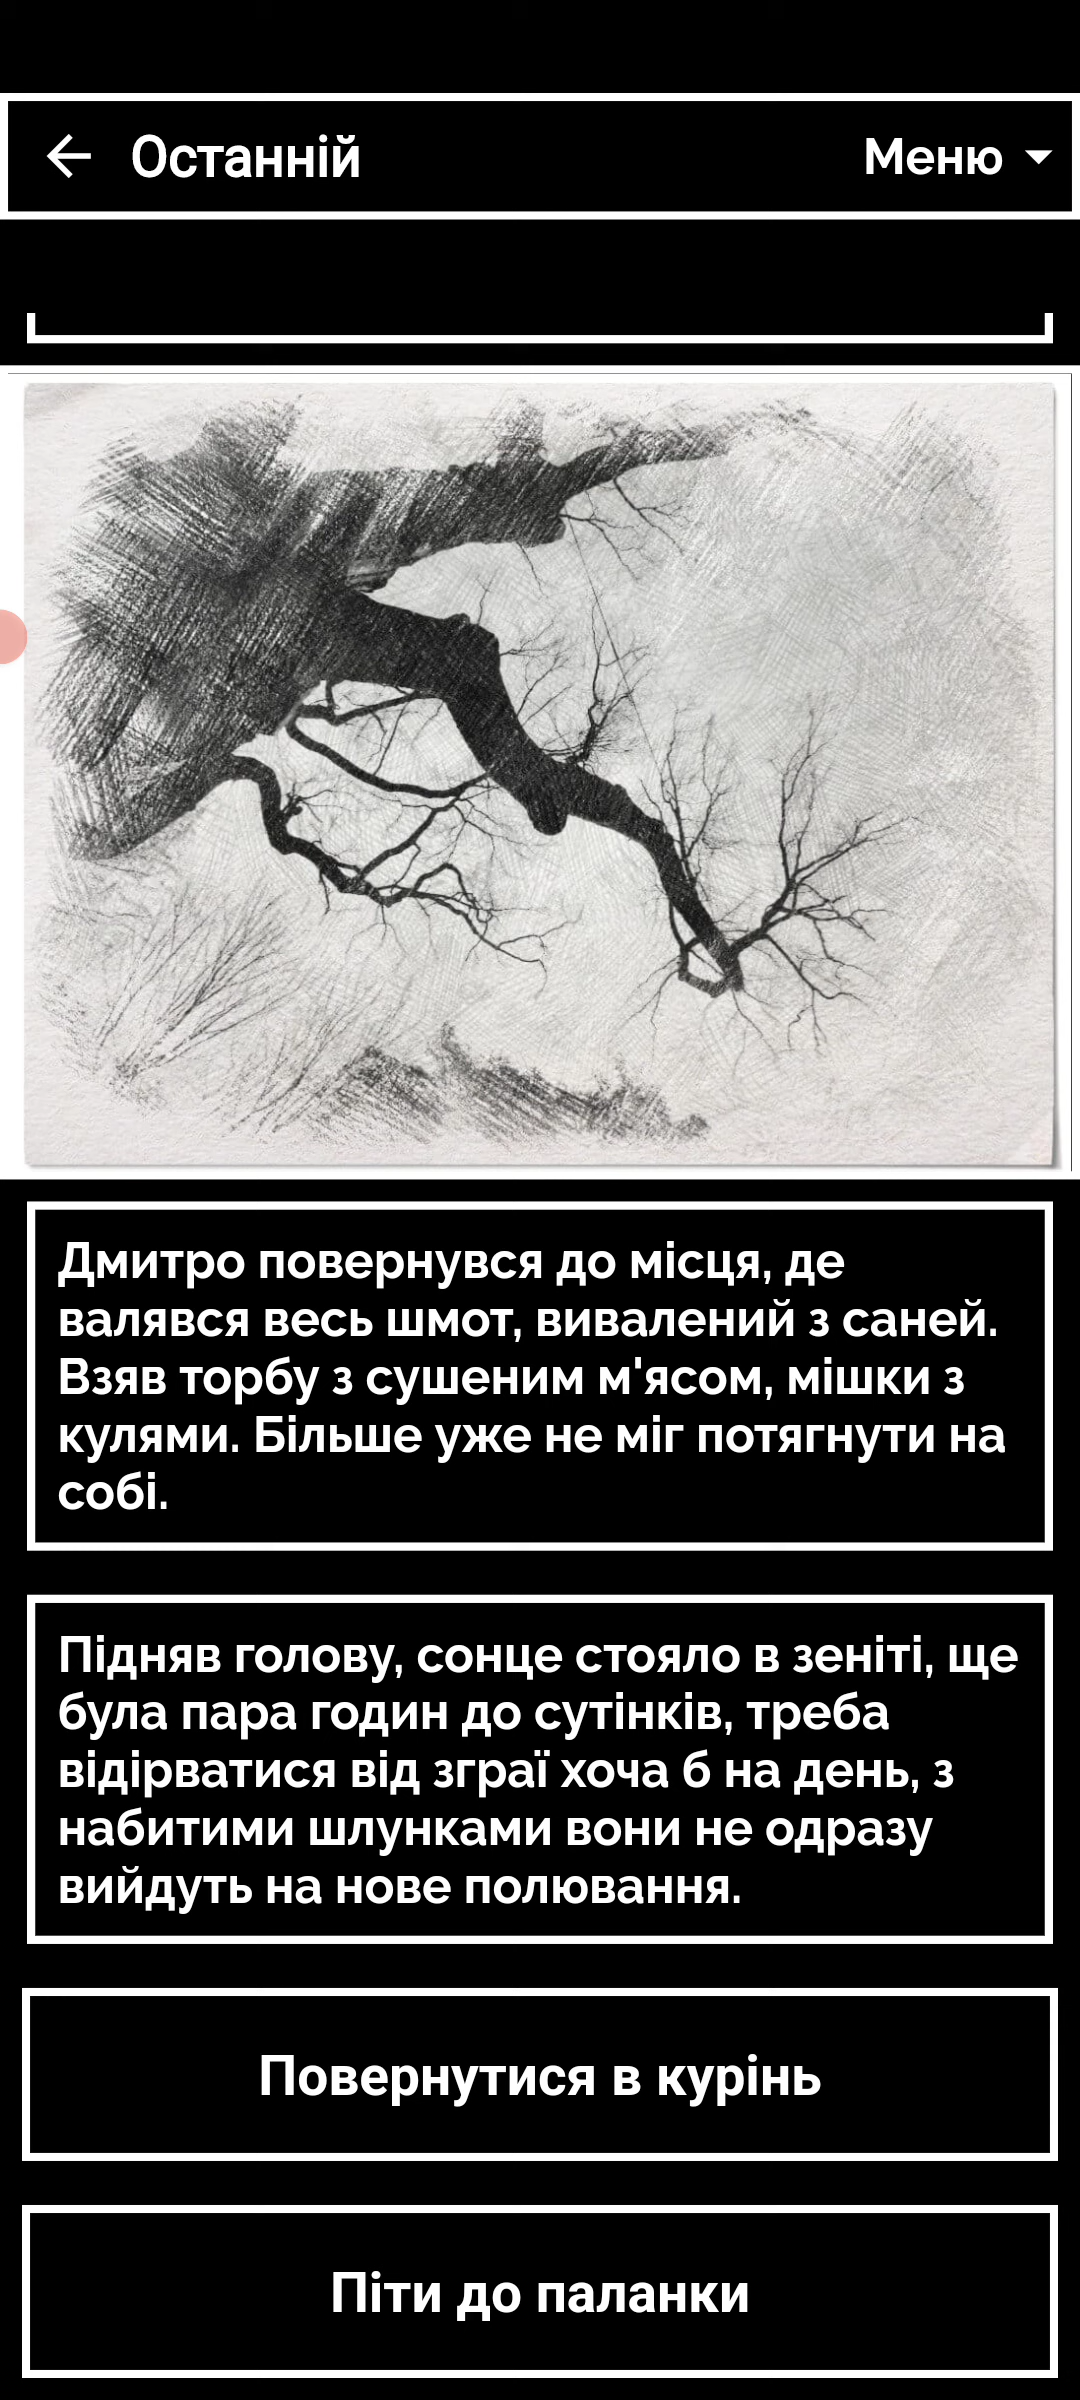 Останній
Меню
Дмитро повернувся до місця, де
валявся весь шмот, вивалений з саней.
Взяв торбу з сушеним м'ясом, мішки з
кулями. Більше уже не міг потягнути на
собі.
Підняв голову, сонце стояло в зеніті, ще
була пара годин до сутінків, треба
відірватися від зграї хоча б на день, з
набитими шлунками вони не одразу
вийдуть на нове полювання.
Повернутися в курінь
Піти до паланки